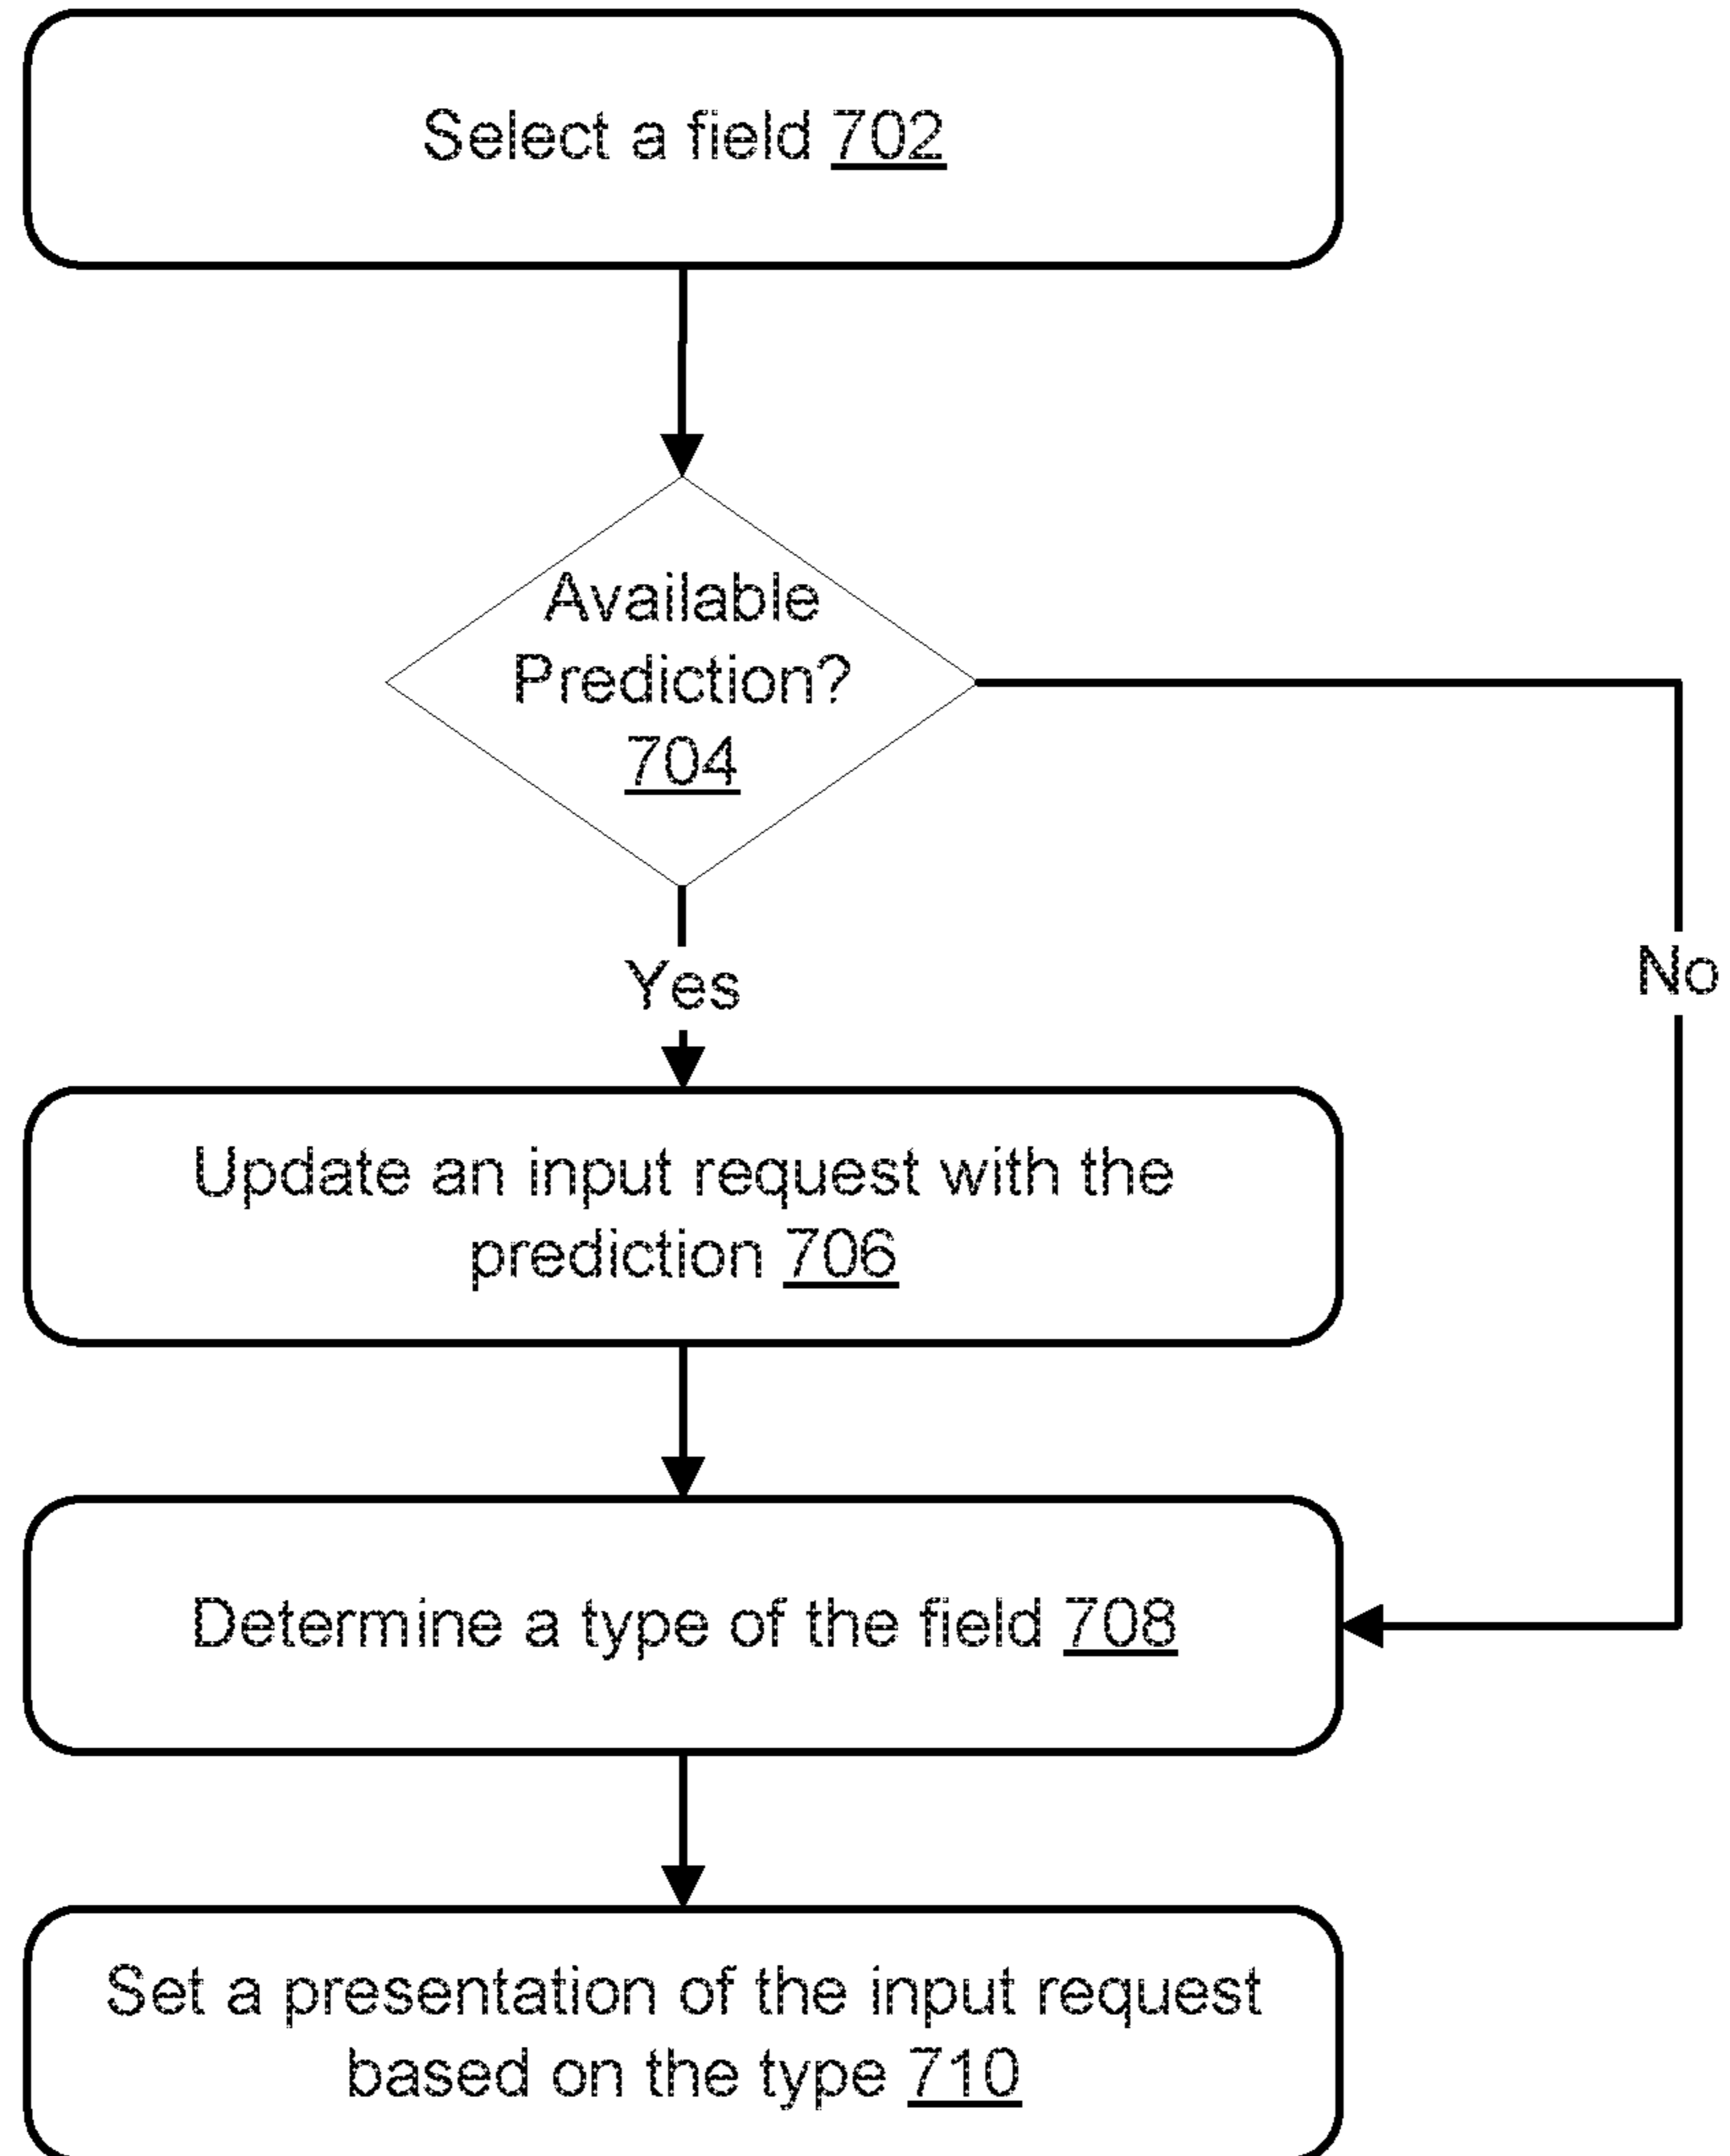 Select a field 702
Available
Prediction?
704
Yes
No
Update an input request with the
prediction 706
Determine a type of the field 708
Set a presentation of the input request
based on the type 710